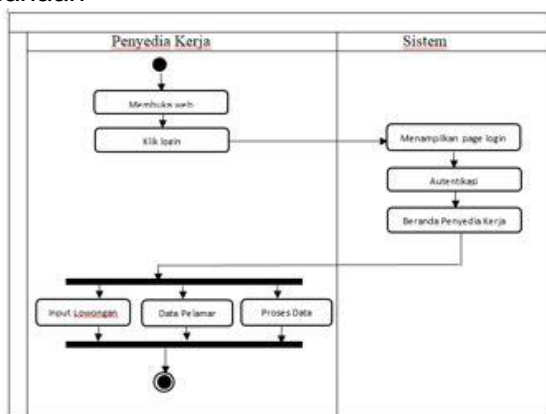 Penyedia Kerja
Sistem
Membuka web
Klik login
Menampilkan page login
Autentikasi
Beranda Penyedia Kerja
Input Lowongan
Data Pelamar
Proses Data